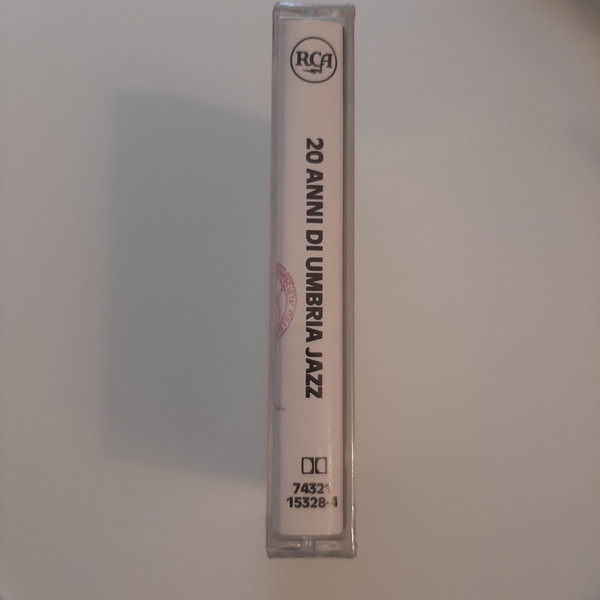 RCA
20 ANNI DI UMBRIA JAZZ
74321
15328-4